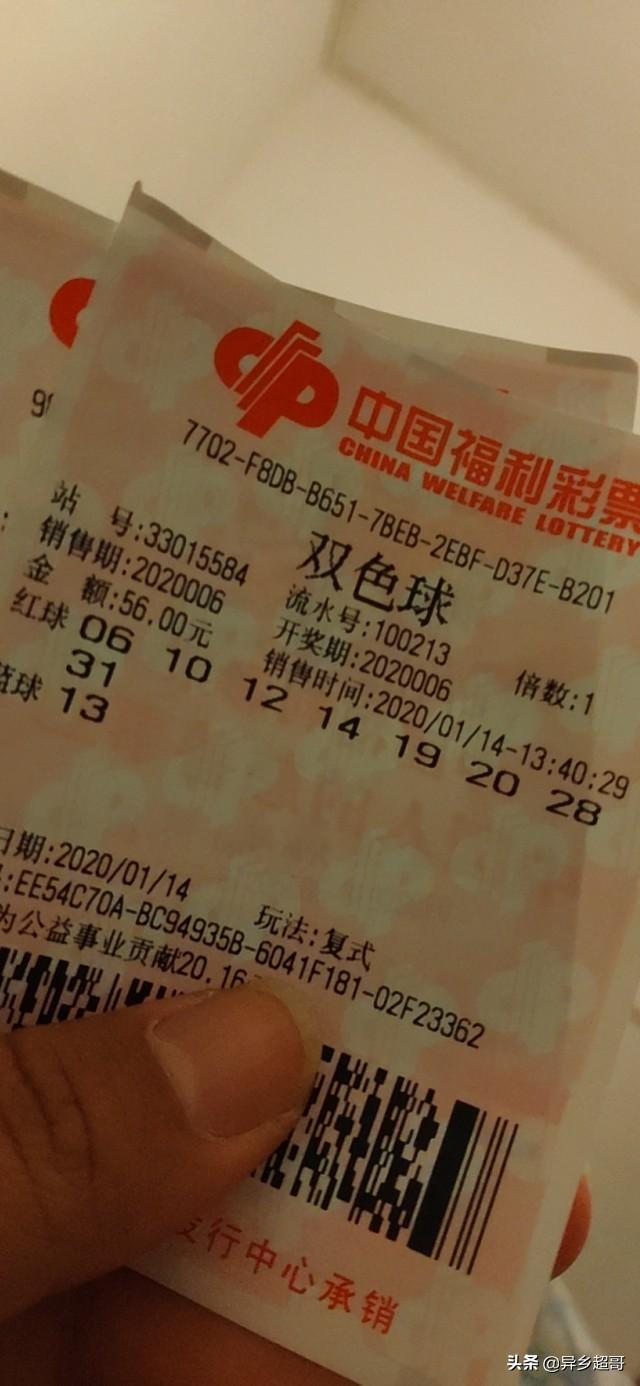 中国福利彩票
CHINA WELFARE LOTTERY
7702-F8DB-B651-7BEB-2EBF-D37E-B201
双色球
站 号:33015584 流水号:100213 倍数:1
销售期:2020006 开奖期:2020006
金 额:56.00元 销售时间:2020/01/14-13:40:29
红球 06 10 12 14 19 20 28
31
蓝球 13
日期:2020/01/14 玩法:复式
:EE54C70A-BC94935B-6041F181-02F23362
为公益事业贡献20.16
发行中心承销
头条 @异乡超哥